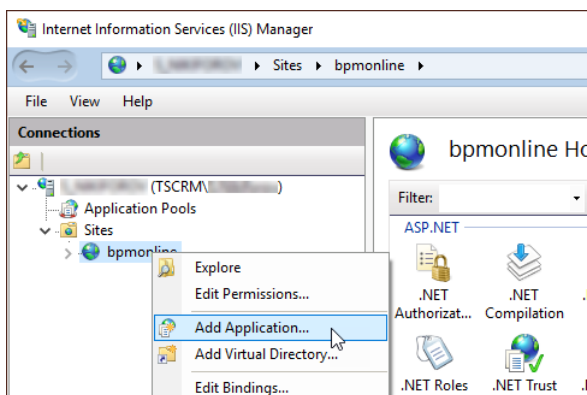 Internet Information Services (IIS) Manager
Sites bpmonline
File View Help
Connections
(TSCRM\ )
Application Pools
Sites
bpmonline
Explore
Edit Permissions...
Add Application...
Add Virtual Directory...
Edit Bindings...
bpmonline Ho
Filter:
ASP.NET
.NET Authorizat...
.NET Compilation
.NET Roles
.NET Trust